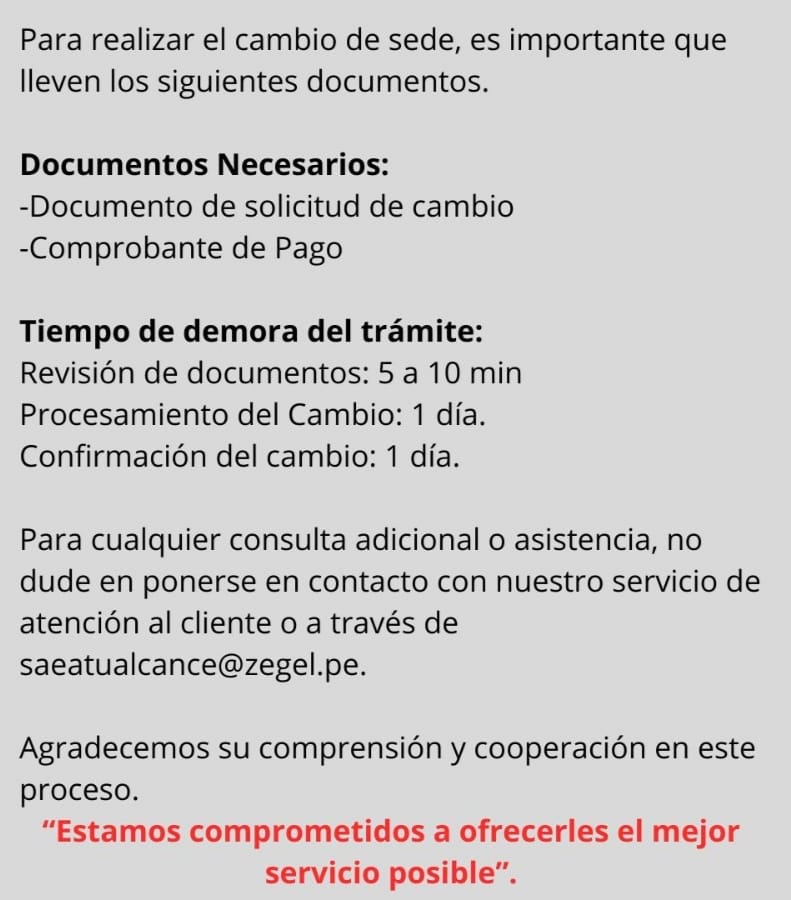 Para realizar el cambio de sede, es importante que
lleven los siguientes documentos.
Documentos Necesarios:
-Documento de solicitud de cambio
-Comprobante de Pago
Tiempo de demora del trámite:
Revisión de documentos: 5 a 10 min
Procesamiento del Cambio: 1 día.
Confirmación del cambio: 1 día.
Para cualquier consulta adicional o asistencia, no
dude en ponerse en contacto con nuestro servicio de
atención al cliente o a través de
saeatualcance@zegel.pe.
Agradecemos su comprensión y cooperación en este
proceso.
“Estamos comprometidos a ofrecerles el mejor
servicio posible”.